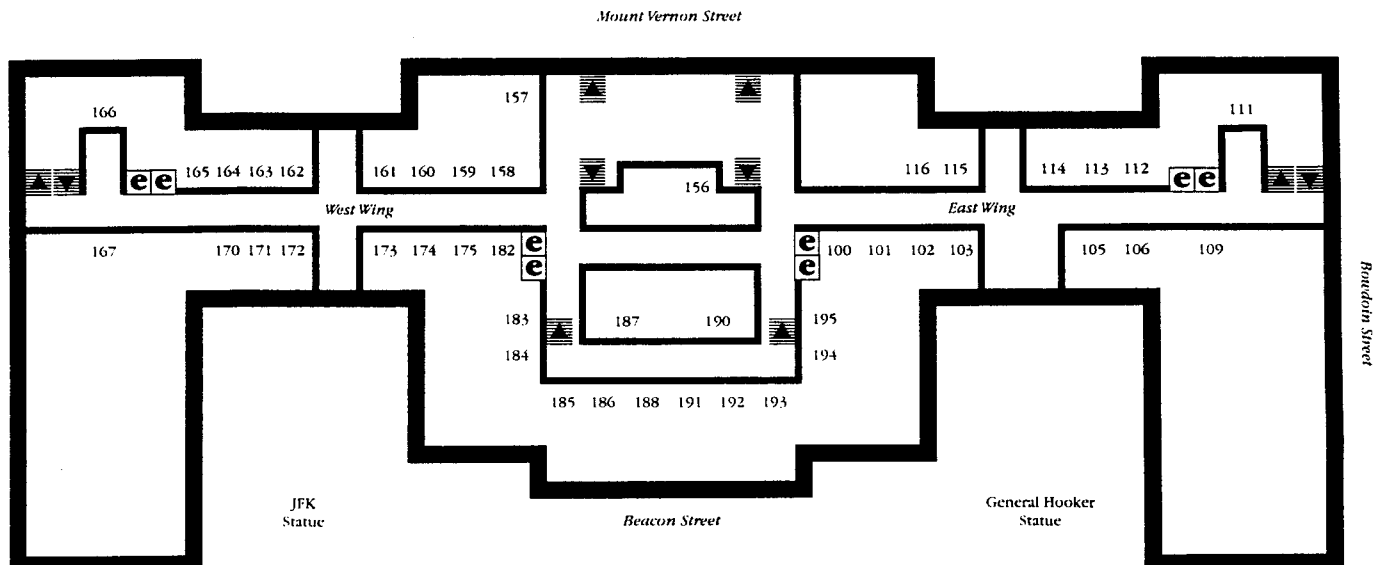 Mount Vernon Street
157
166
111
165 164 163 162
161 160 159 158
116 115
114 113 112
e e
e e
156
West Wing
East Wing
167
170 171 172
173 174 175 182
e
e
e
e
100 101 102 103
105 106 109
Bowdoin Street
183
187 190
195
184
194
185 186 188 191 192 193
JFK
Statue
Beacon Street
General Hooker
Statue